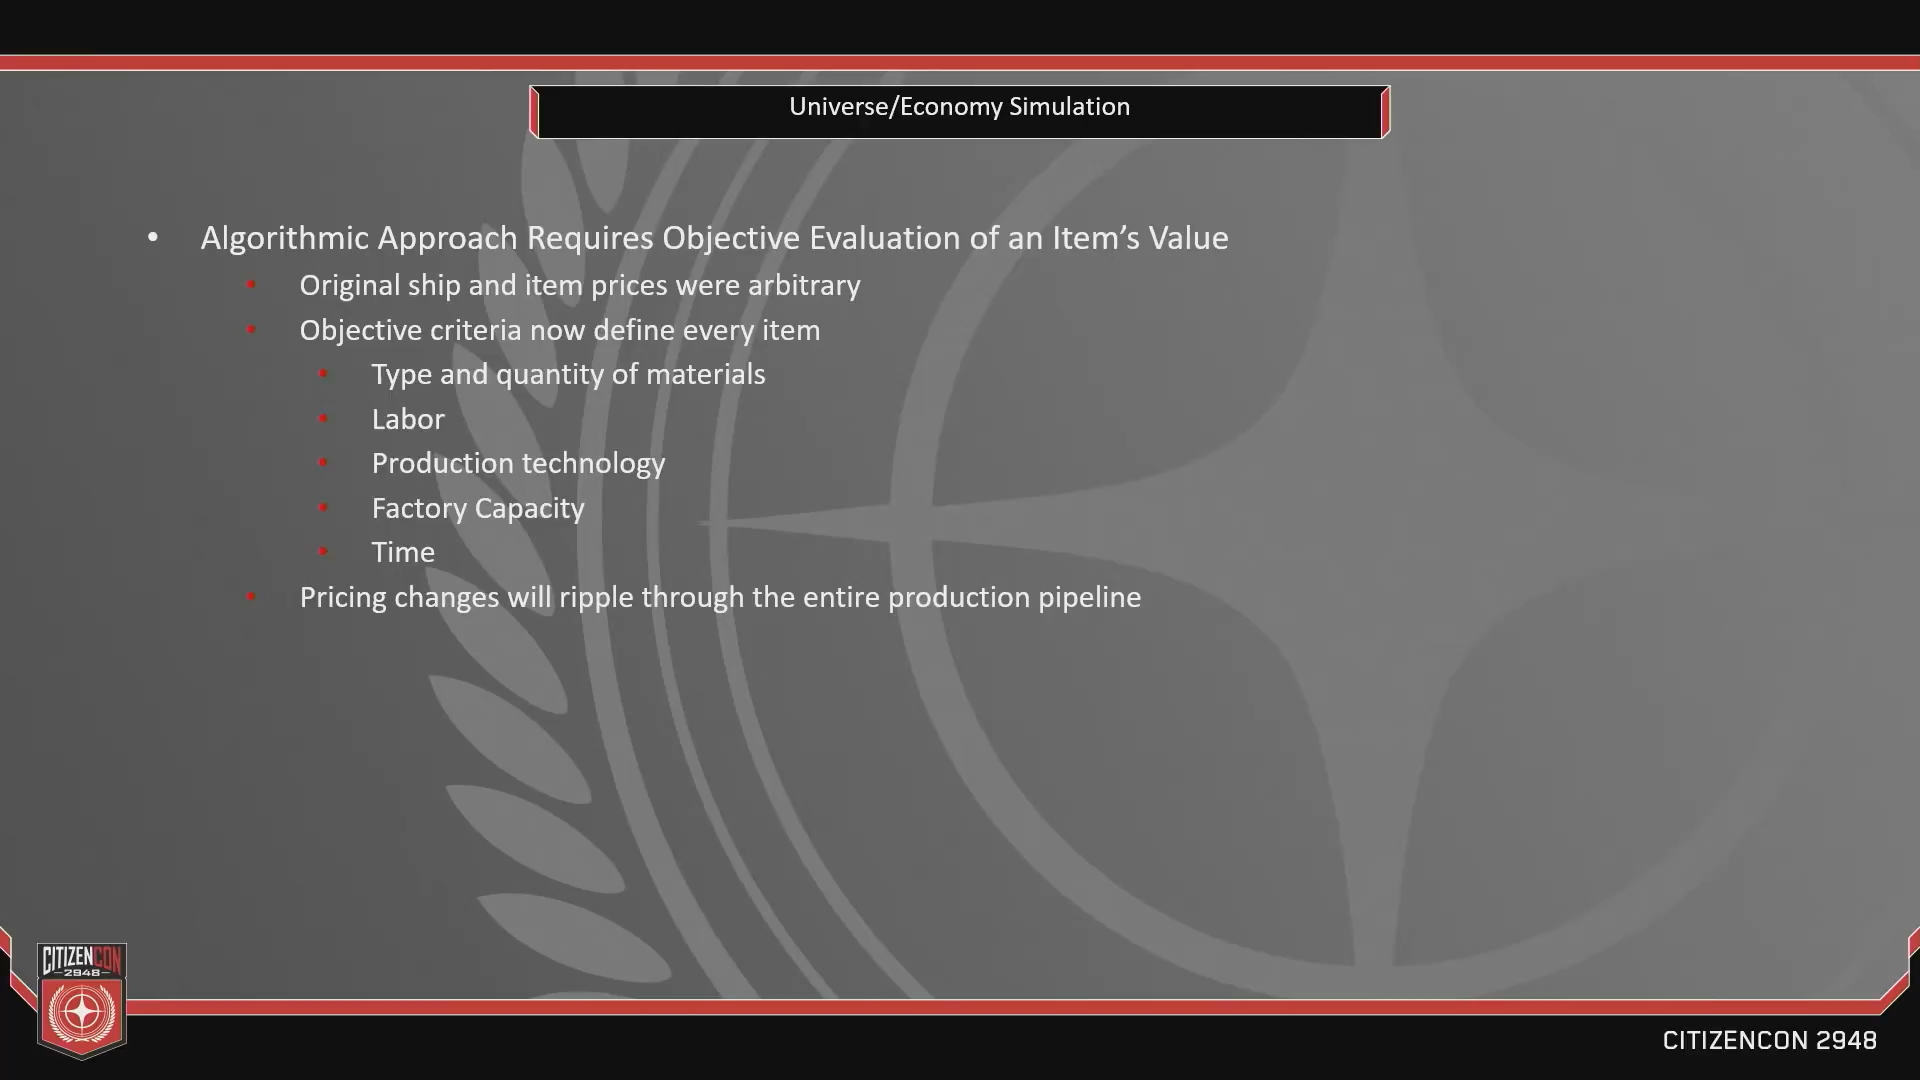 Universe/Economy Simulation
• Algorithmic Approach Requires Objective Evaluation of an Item’s Value
• Original ship and item prices were arbitrary
• Objective criteria now define every item
• Type and quantity of materials
• Labor
• Production technology
• Factory Capacity
• Time
• Pricing changes will ripple through the entire production pipeline
CITIZENCON
2948
CITIZENCON 2948